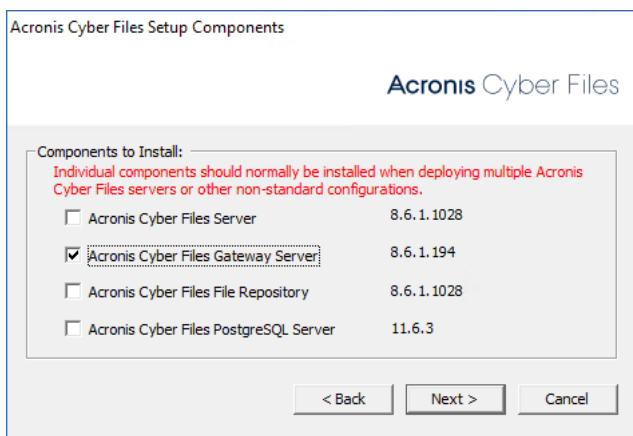 Acronis Cyber Files Setup Components
Acronis Cyber Files
Components to Install:
Individual components should normally be installed when deploying multiple Acronis
Cyber Files servers or other non-standard configurations.
Acronis Cyber Files Server 8.6.1.1028
Acronis Cyber Files Gateway Server 8.6.1.194
Acronis Cyber Files File Repository 8.6.1.1028
Acronis Cyber Files PostgreSQL Server 11.6.3
< Back Next > Cancel